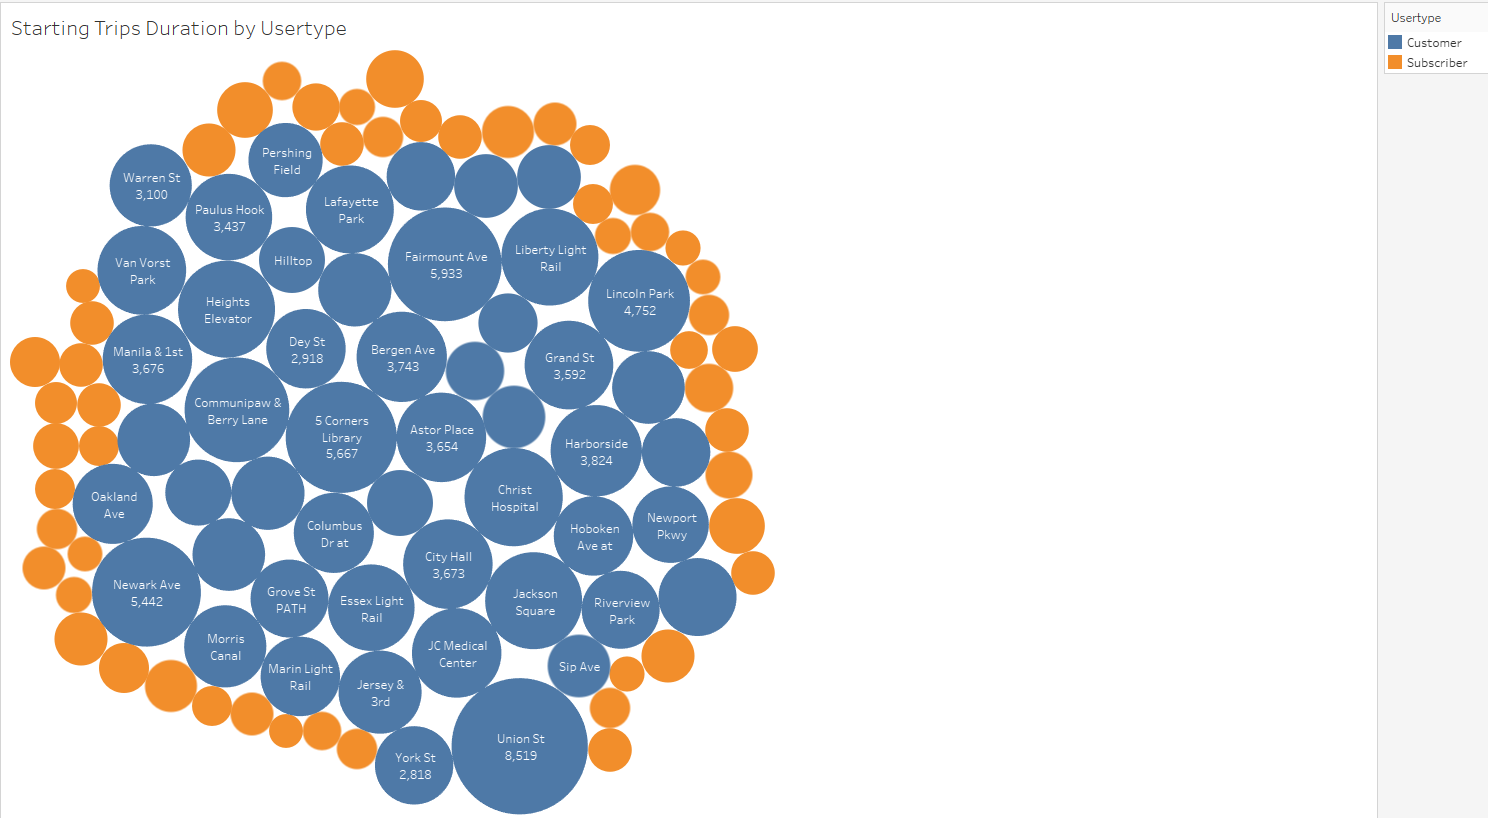 Starting Trips Duration by Usertype
Usertype
Customer
Subscriber
Pershing
Field
Warren St
3,100
Paulus Hook
3,437
Lafayette
Park
Van Vorst
Park
Hilltop
Fairmount Ave
5,933
Liberty Light
Rail
Heights
Elevator
Lincoln Park
4,752
Manila & 1st
3,676
Dey St
2,918
Bergen Ave
3,743
Grand St
3,592
Communipaw &
Berry Lane
5 Corners
Library
5,667
Astor Place
3,654
Harborside
3,824
Oakland
Ave
Christ
Hospital
Columbus
Dr at
Hoboken
Ave at
Newport
Pkwy
City Hall
3,673
Newark Ave
5,442
Grove St
PATH
Essex Light
Rail
Jackson
Square
Riverview
Park
Morris
Canal
JC Medical
Center
Sip Ave
Marin Light
Rail
Jersey &
3rd
Union St
8,519
York St
2,818